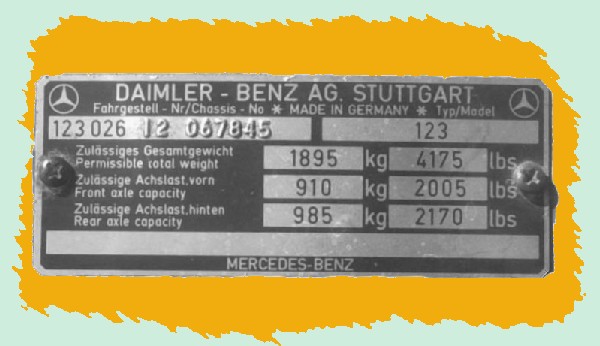 DAIMLER - BENZ AG. STUTTGART
Fahrgestell - Nr/Chassis - No * MADE IN GERMANY * Typ/Model
123 026 12 067845 123
Zulässiges Gesamtgewicht
Permissible total weight 1895 kg 4175 lbs
Zulässige Achslast,vorn
Front axle capacity 910 kg 2005 lbs
Zulässige Achslast,hinten
Rear axle capacity 985 kg 2170 lbs
MERCEDES-BENZ